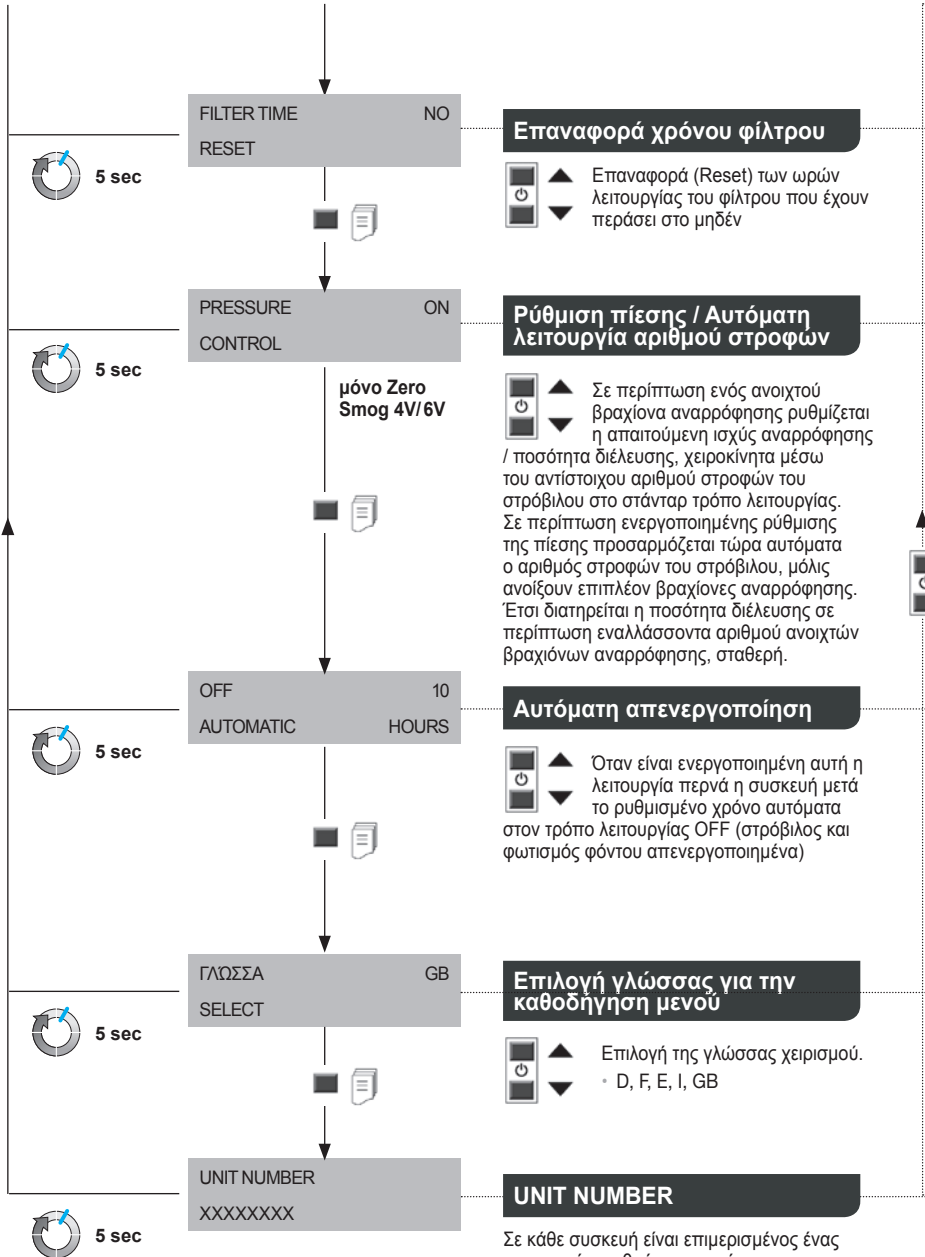 FILTER TIME NO
RESET
5 sec
Επαναφορά χρόνου φίλτρου
Επαναφορά (Reset) των ωρών
λειτουργίας του φίλτρου που έχουν
περάσει στο μηδέν
PRESSURE ON
CONTROL
5 sec
μόνο Zero
Smog 4V/ 6V
Ρύθμιση πίεσης / Αυτόματη
λειτουργία αριθμού στροφών
Σε περίπτωση ενός ανοιχτού
βραχίονα αναρρόφησης ρυθμίζεται
η απαιτούμενη ισχύς αναρρόφησης
/ ποσότητα διέλευσης, χειροκίνητα μέσω
του αντίστοιχου αριθμού στροφών του
στρόβιλου στο στάνταρ τρόπο λειτουργίας.
Σε περίπτωση ενεργοποιημένης ρύθμισης
της πίεσης προσαρμόζεται τώρα αυτόματα
ο αριθμός στροφών του στρόβιλου, μόλις
ανοίξουν επιπλέον βραχίονες αναρρόφησης.
Έτσι διατηρείται η ποσότητα διέλευσης σε
περίπτωση εναλλάσσοντα αριθμού ανοιχτών
βραχιόνων αναρρόφησης, σταθερή.
OFF 10
AUTOMATIC HOURS
5 sec
Αυτόματη απενεργοποίηση
Όταν είναι ενεργοποιημένη αυτή η
λειτουργία περνά η συσκευή μετά
το ρυθμισμένο χρόνο αυτόματα
στον τρόπο λειτουργίας OFF (στρόβιλος και
φωτισμός φόντου απενεργοποιημένα)
ΓΛΏΣΣΑ GB
SELECT
5 sec
Επιλογή γλώσσας για την
καθοδήγηση μενού
Επιλογή της γλώσσας χειρισμού.
• D, F, E, I, GB
UNIT NUMBER
XXXXXXXX
5 sec
UNIT NUMBER
Σε κάθε συσκευή είναι επιμερισμένος ένας